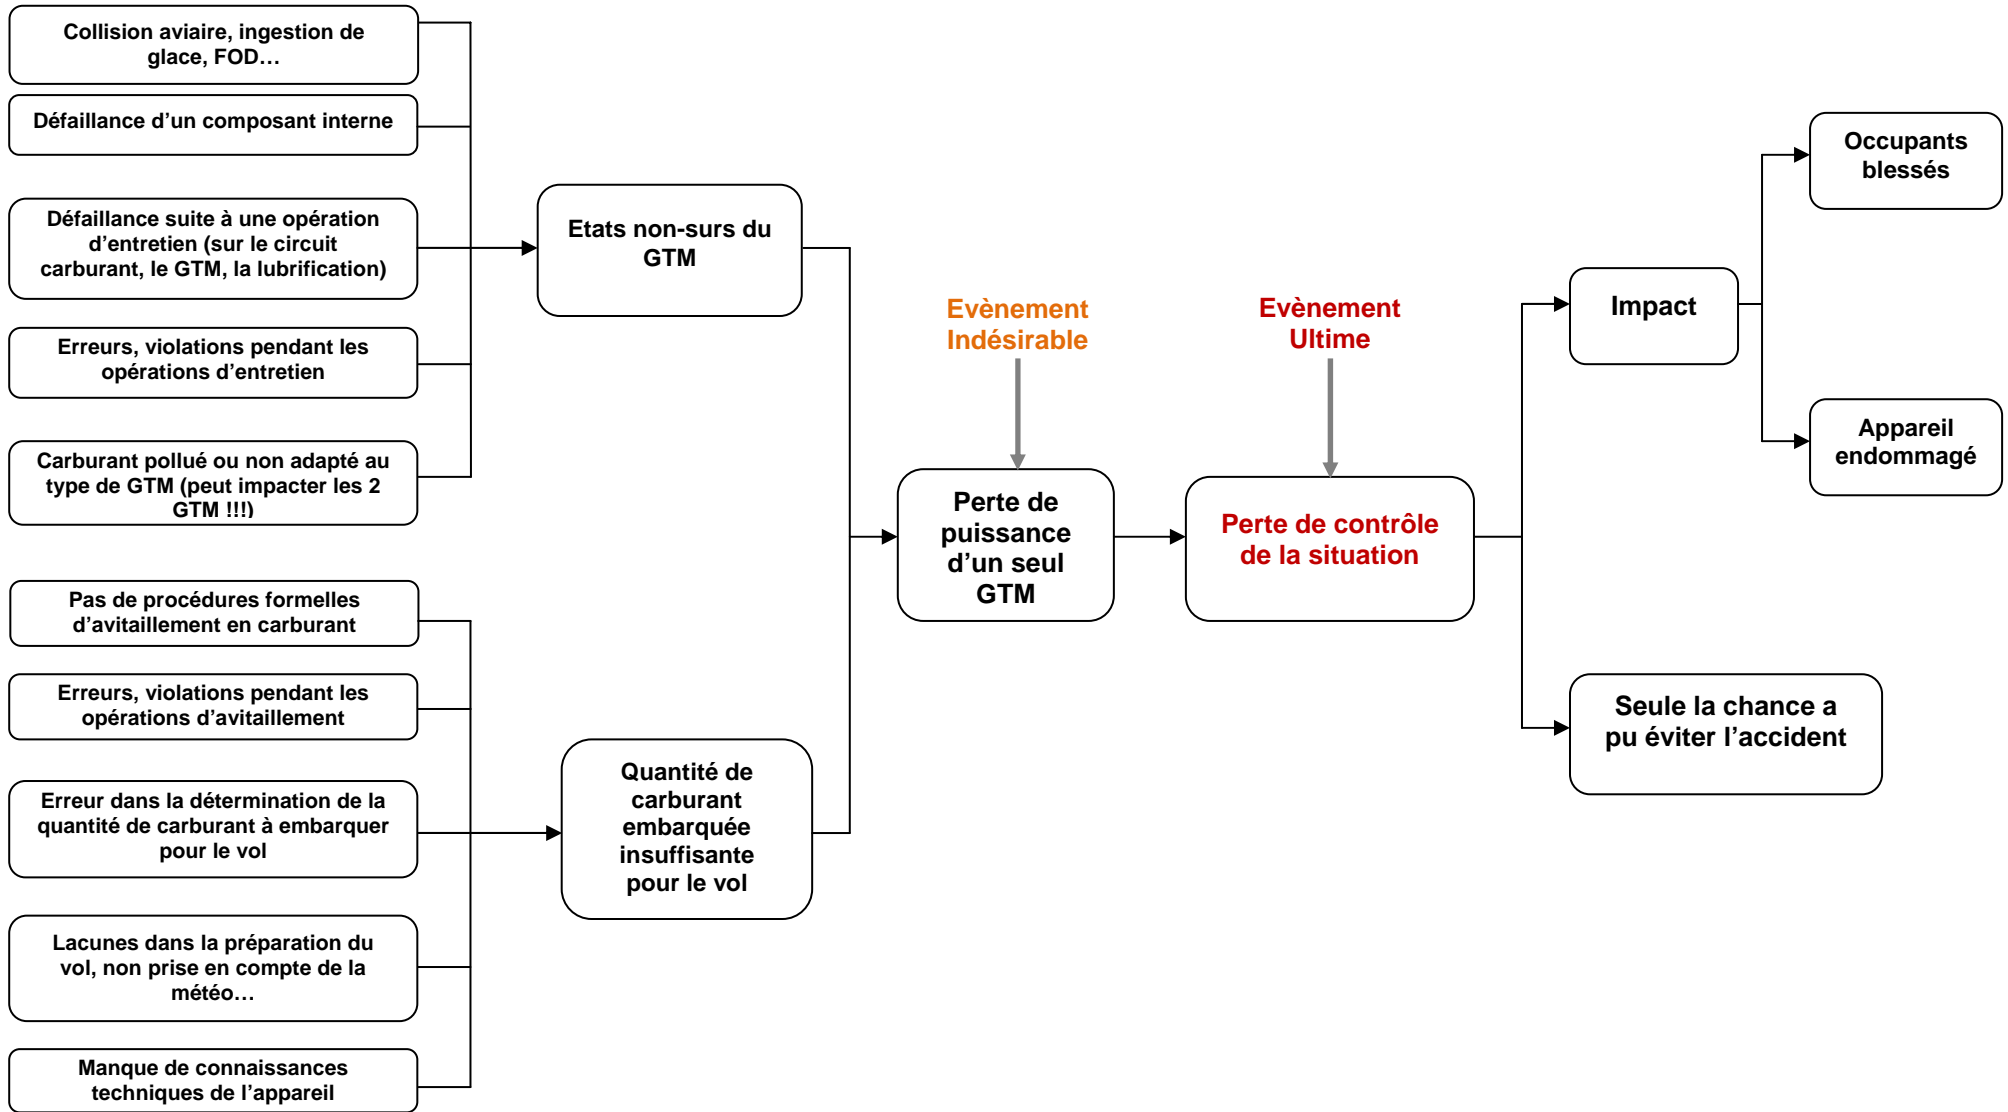 Collision aviaire, ingestion de
glace, FOD…
Défaillance d’un composant interne
Défaillance suite à une opération
d’entretien (sur le circuit
carburant, le GTM, la lubrification)
Erreurs, violations pendant les
opérations d’entretien
Carburant pollué ou non adapté au
type de GTM (peut impacter les 2
GTM !!!)
Pas de procédures formelles
d’avitaillement en carburant
Erreurs, violations pendant les
opérations d’avitaillement
Erreur dans la détermination de la
quantité de carburant à embarquer
pour le vol
Lacunes dans la préparation du
vol, non prise en compte de la
météo…
Manque de connaissances
techniques de l’appareil
Etats non-surs du
GTM
Quantité de
carburant
embarquée
insuffisante
pour le vol
Evènement
Indésirable
Perte de
puissance
d’un seul
GTM
Evènement
Ultime
Perte de contrôle
de la situation
Impact
Seule la chance a
pu éviter l’accident
Occupants
blessés
Appareil
endommagé